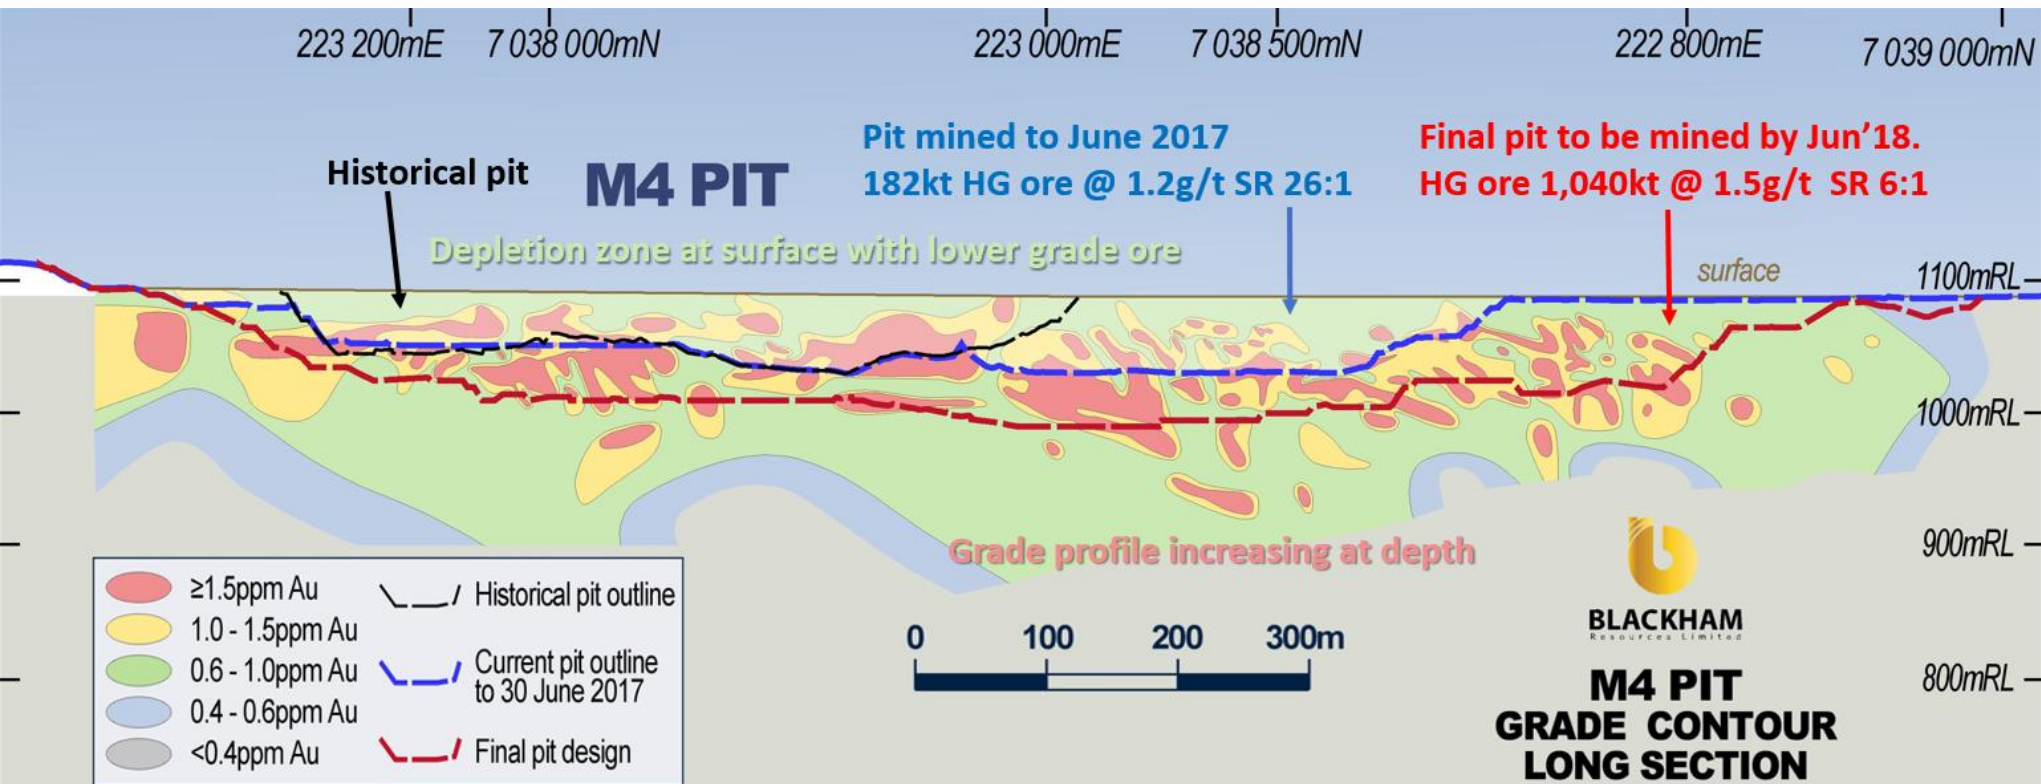 223 200mE 7 038 000mN 223 000mE 7 038 500mN 222 800mE 7 039 000mN
Historical pit
M4 PIT
Pit mined to June 2017
182kt HG ore @ 1.2g/t SR 26:1
Final pit to be mined by Jun’18.
HG ore 1,040kt @ 1.5g/t SR 6:1
Depletion zone at surface with lower grade ore
surface
1100mRL
1000mRL
900mRL
800mRL
Grade profile increasing at depth
≥1.5ppm Au
1.0 - 1.5ppm Au
0.6 - 1.0ppm Au
0.4 - 0.6ppm Au
<0.4ppm Au
Historical pit outline
Current pit outline
to 30 June 2017
Final pit design
0 100 200 300m
BLACKHAM
Resources Limited
M4 PIT
GRADE CONTOUR
LONG SECTION